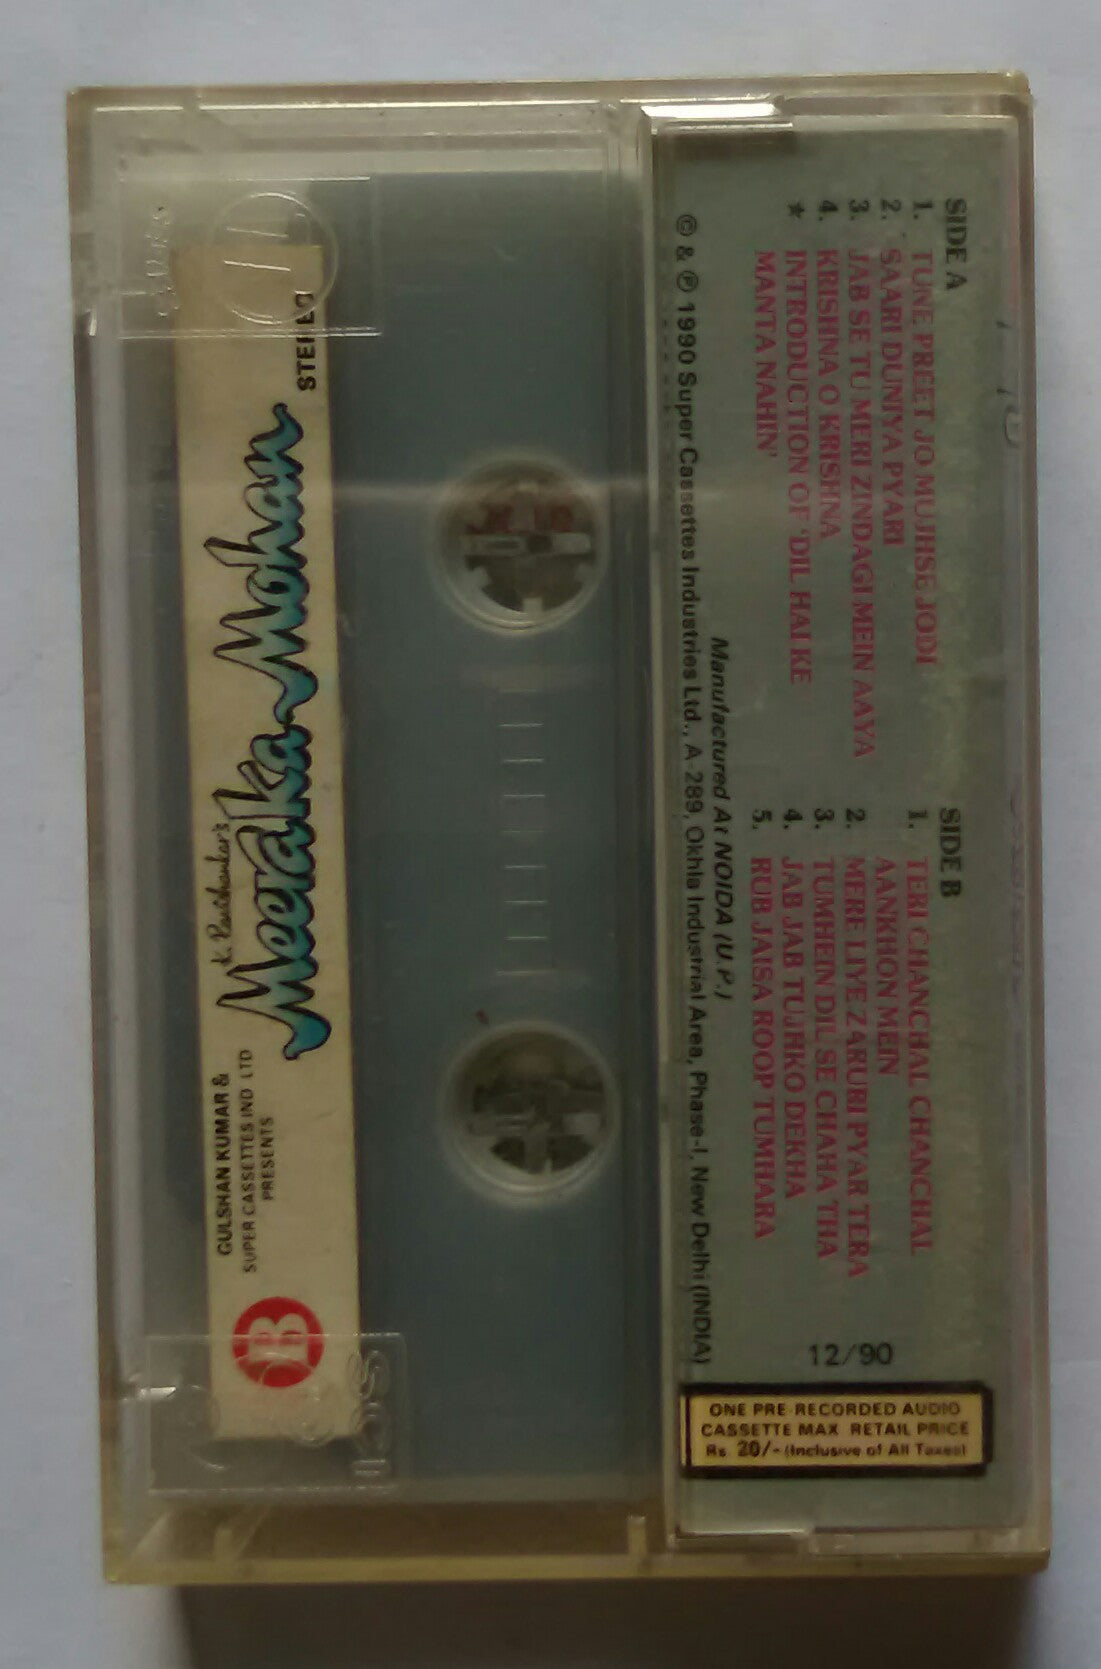 SIDE A
1. TUNE PREET JO MUJHSE JODI
2. SAARI DUNIYA PYARI
3. JAB SE TU MERI ZINDAGI MEIN AAYA
4. KRISHNA O KRISHNA
★ INTRODUCTION OF 'DIL HAI KE
MANTA NAHIN'
SIDE B
1. TERI CHANCHAL CHANCHAL
AANKHON MEIN
2. MERE LIYE ZARURI PYAR TERA
3. TUMHEIN DIL SE CHAHA THA
4. JAB JAB TUJHKO DEKHA
5. RUB JAISA ROOP TUMHARA
Manufactured At NOIDA (U.P.)
© & ℗ 1990 Super Cassettes Industries Ltd., A-289, Okhla Industrial Area, Phase-I, New Delhi (INDIA)
12/90
ONE PRE-RECORDED AUDIO
CASSETTE MAX RETAIL PRICE
Rs. 20/- (Inclusive of All Taxes)
STEREO
K. Ravishankar's
Meera ka Mohan
GULSHAN KUMAR &
SUPER CASSETTES IND LTD
PRESENTS
B